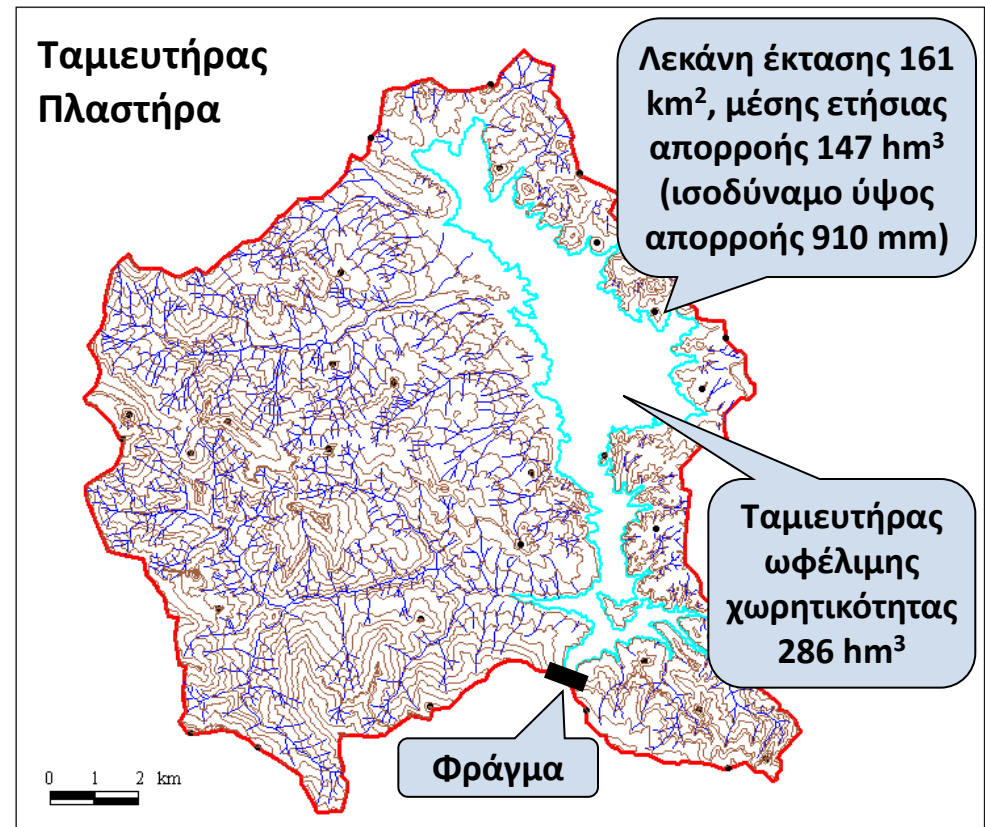 Ταμιευτήρας
Πλαστήρα
Λεκάνη έκτασης 161
km², μέσης ετήσιας
απορροής 147 hm³
(ισοδύναμο ύψος
απορροής 910 mm)
Ταμιευτήρας
ωφέλιμης
χωρητικότητας
286 hm³
Φράγμα
0 1 2 km